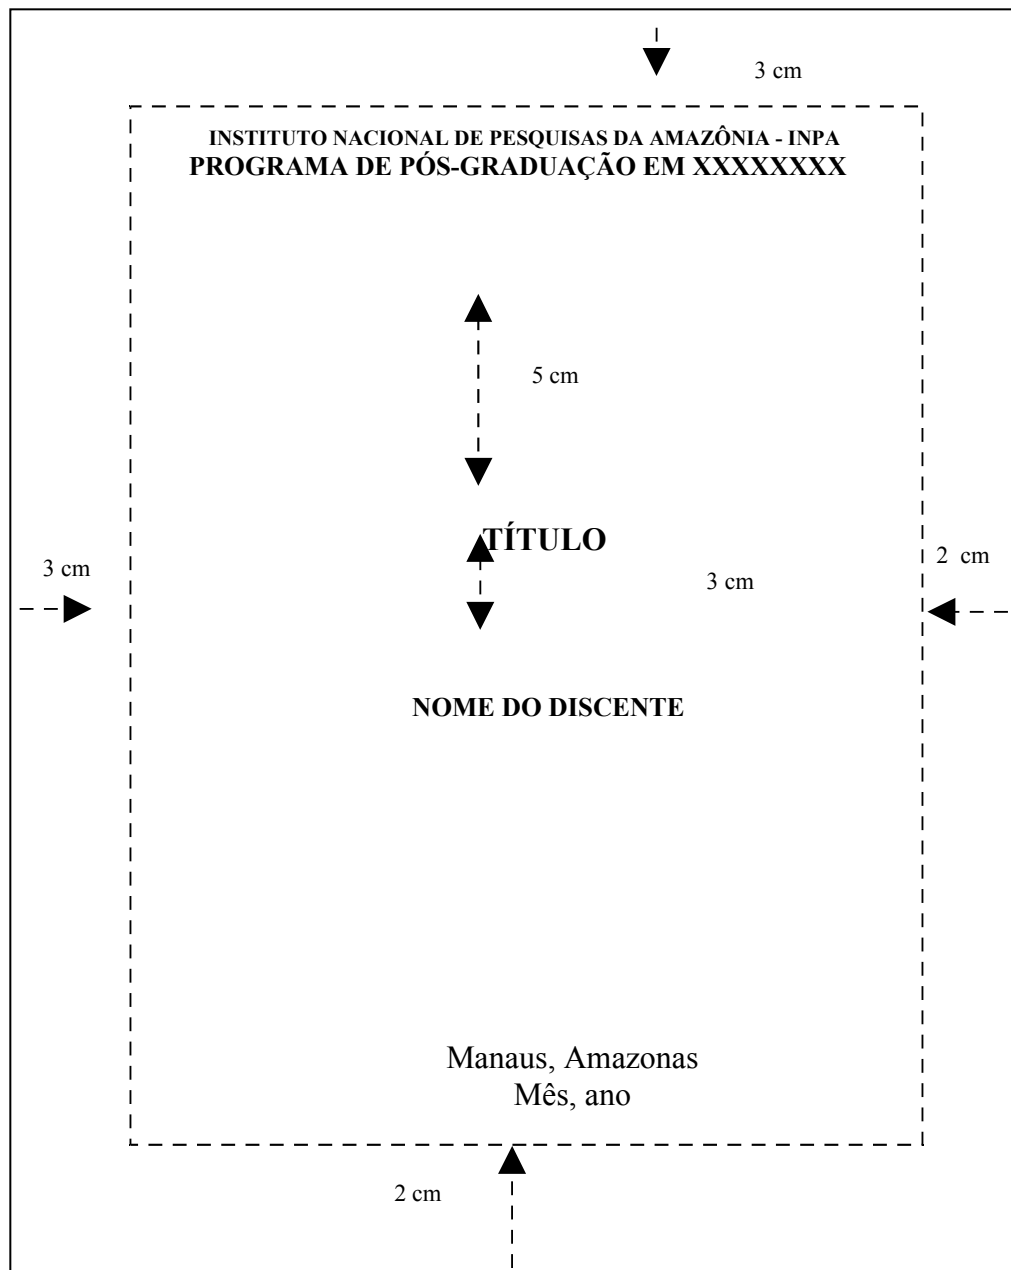 3 cm
INSTITUTO NACIONAL DE PESQUISAS DA AMAZÔNIA - INPA
PROGRAMA DE PÓS-GRADUAÇÃO EM XXXXXXXX
5 cm
TÍTULO
3 cm
3 cm
2 cm
NOME DO DISCENTE
Manaus, Amazonas
Mês, ano
2 cm